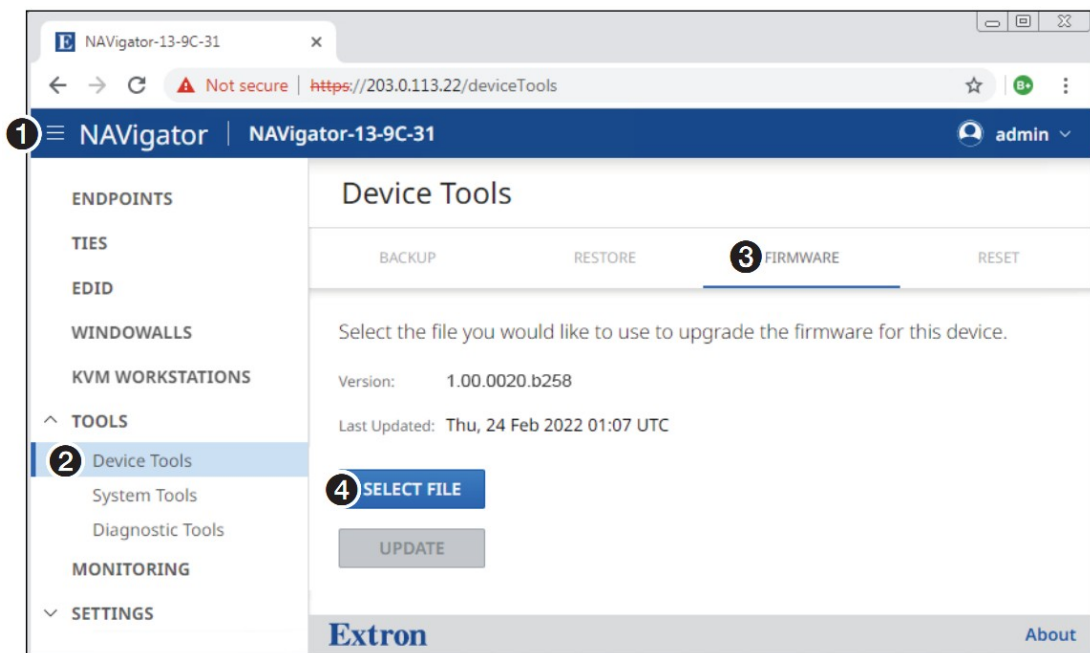 NAVigator-13-9C-31
Not secure | https://203.0.113.22/deviceTools
1 NAVigator | NAVigator-13-9C-31 admin
ENDPOINTS
TIES
EDID
WINDOWALLS
KVM WORKSTATIONS
TOOLS
2 Device Tools
System Tools
Diagnostic Tools
MONITORING
SETTINGS
Device Tools
BACKUP RESTORE 3 FIRMWARE RESET
Select the file you would like to use to upgrade the firmware for this device.
Version: 1.00.0020.b258
Last Updated: Thu, 24 Feb 2022 01:07 UTC
4 SELECT FILE
UPDATE
Extron About